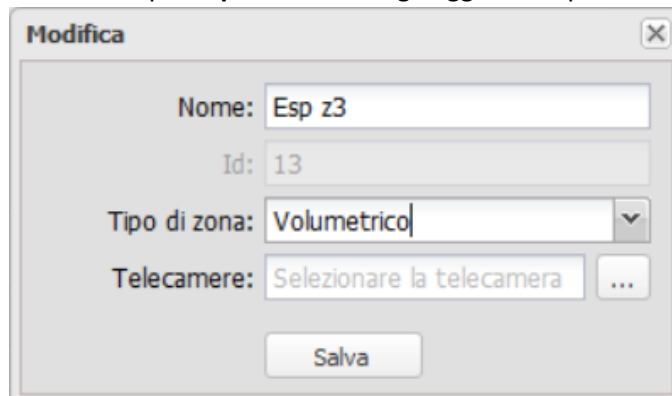 Modifica
Nome: Esp z3
Id: 13
Tipo di zona: Volumetrico
Telecamere: Selezionare la telecamera ...
Salva